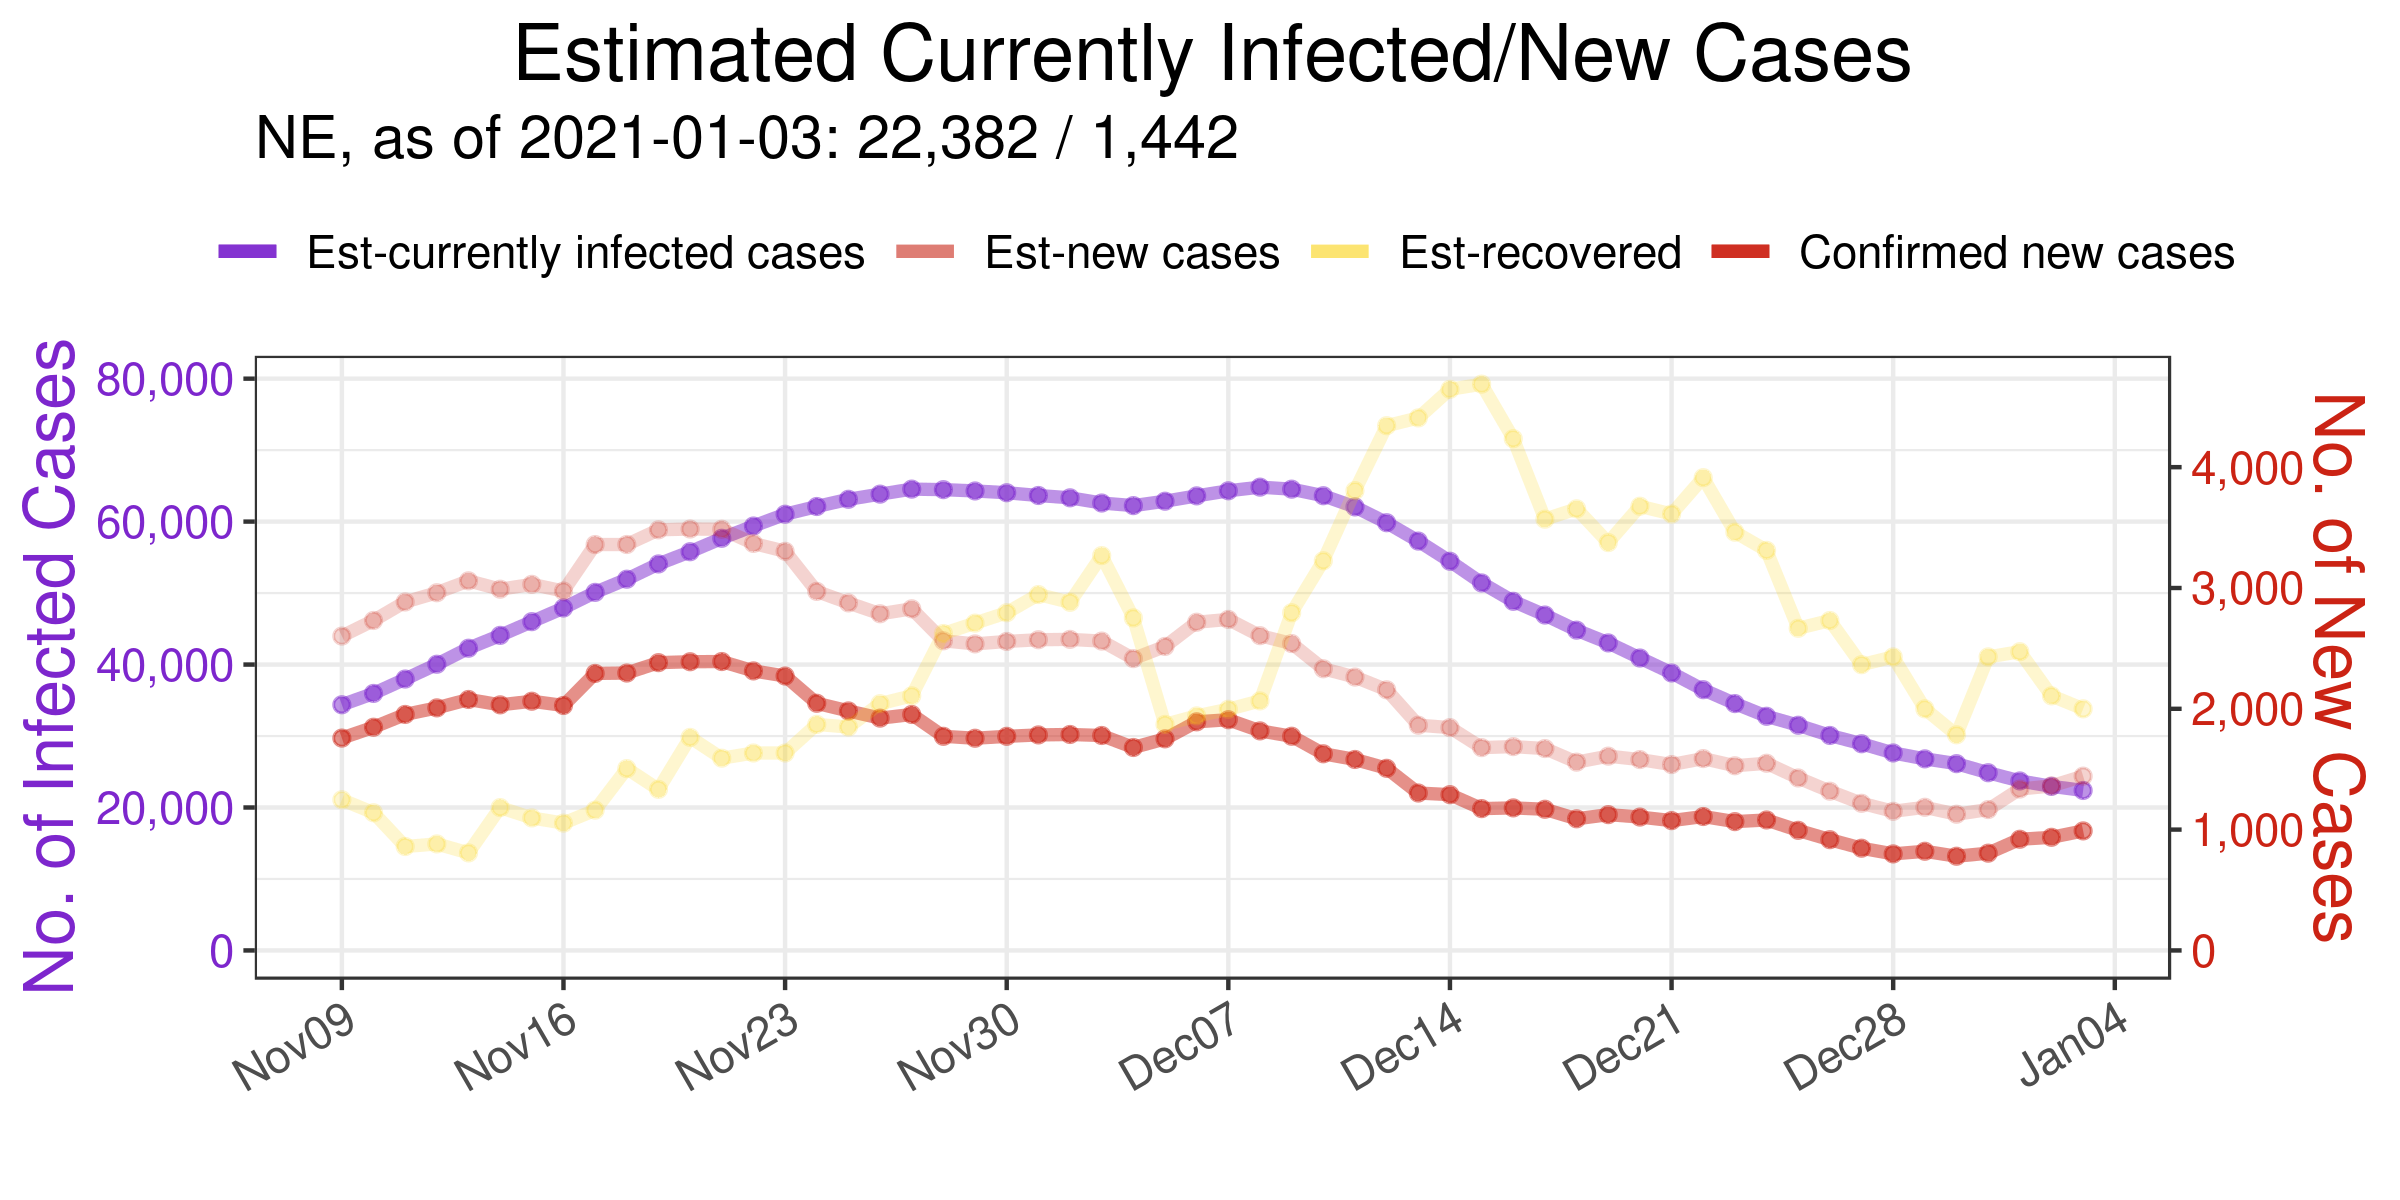 Estimated Currently Infected/New Cases
NE, as of 2021-01-03: 22,382 / 1,442
Est-currently infected cases Est-new cases Est-recovered Confirmed new cases
No. of Infected Cases
80,000
60,000
40,000
20,000
0
4,000
3,000
2,000
1,000
0
No. of New Cases
Nov09 Nov16 Nov23 Nov30 Dec07 Dec14 Dec21 Dec28 Jan04